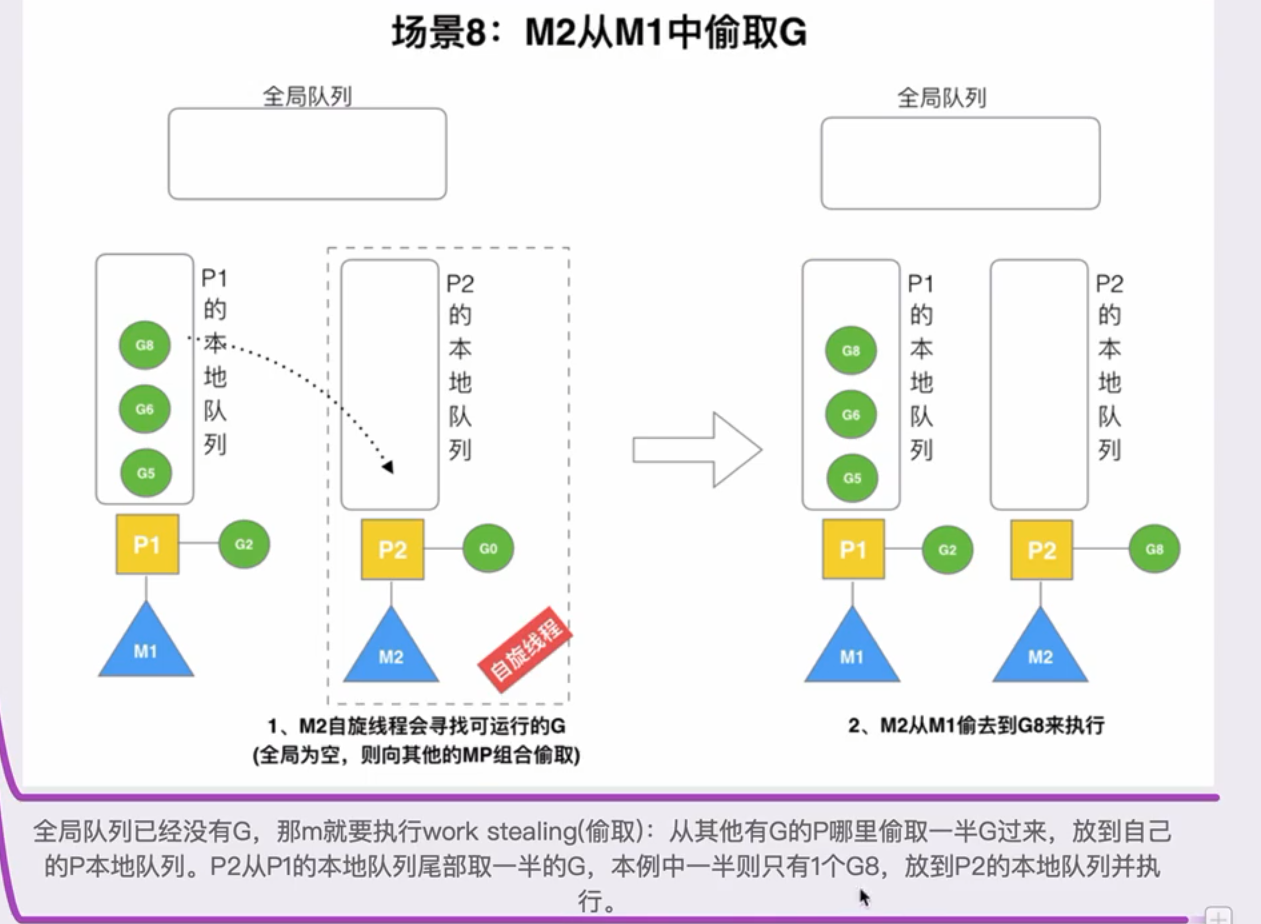 场景8：M2从M1中偷取G
全局队列
全局队列
P1的本地队列
G8
G6
G5
P1
G2
M1
P2的本地队列
P2
G0
M2
自旋线程
1、M2自旋线程会寻找可运行的G
(全局为空，则向其他的MP组合偷取)
P1的本地队列
G8
G6
G5
P1
G2
M1
P2的本地队列
P2
G8
M2
2、M2从M1偷去到G8来执行
全局队列已经没有G，那m就要执行work stealing(偷取)：从其他有G的P哪里偷取一半G过来，放到自己
的P本地队列。P2从P1的本地队列尾部取一半的G，本例中一半则只有1个G8，放到P2的本地队列并执
行。